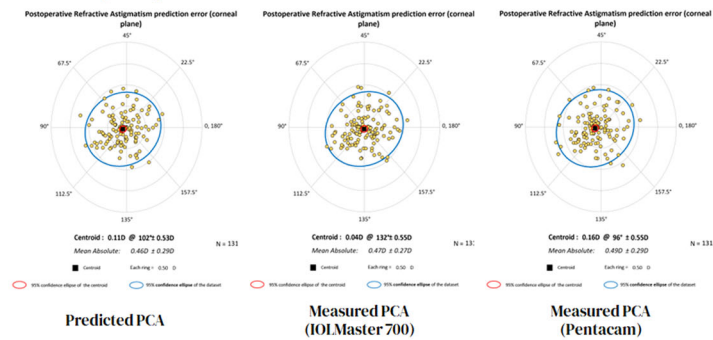 Postoperative Refractive Astigmatism prediction error (corneal
plane)
45°
67.5°
22.5°
90°
0, 180°
112.5°
157.5°
135°
Centroid : 0.11D @ 102°± 0.53D
Mean Absolute: 0.46D ± 0.29D
N = 131
Centroid
Each ring = 0.50 D
95% confidence ellipse of the centroid
95% confidence ellipse of the dataset
Predicted PCA
Postoperative Refractive Astigmatism prediction error (corneal
plane)
45°
67.5°
22.5°
90°
0, 180°
112.5°
157.5°
135°
Centroid : 0.04D @ 132°± 0.55D
Mean Absolute: 0.47D ± 0.27D
N = 131
Centroid
Each ring = 0.50 D
95% confidence ellipse of the centroid
95% confidence ellipse of the dataset
Measured PCA
(IOLMaster 700)
Postoperative Refractive Astigmatism prediction error (corneal
plane)
45°
67.5°
22.5°
90°
0, 180°
112.5°
157.5°
135°
Centroid : 0.16D @ 96° ± 0.55D
Mean Absolute: 0.49D ± 0.29D
N = 131
Centroid
Each ring = 0.50 D
95% confidence ellipse of the centroid
95% confidence ellipse of the dataset
Measured PCA
(Pentacam)